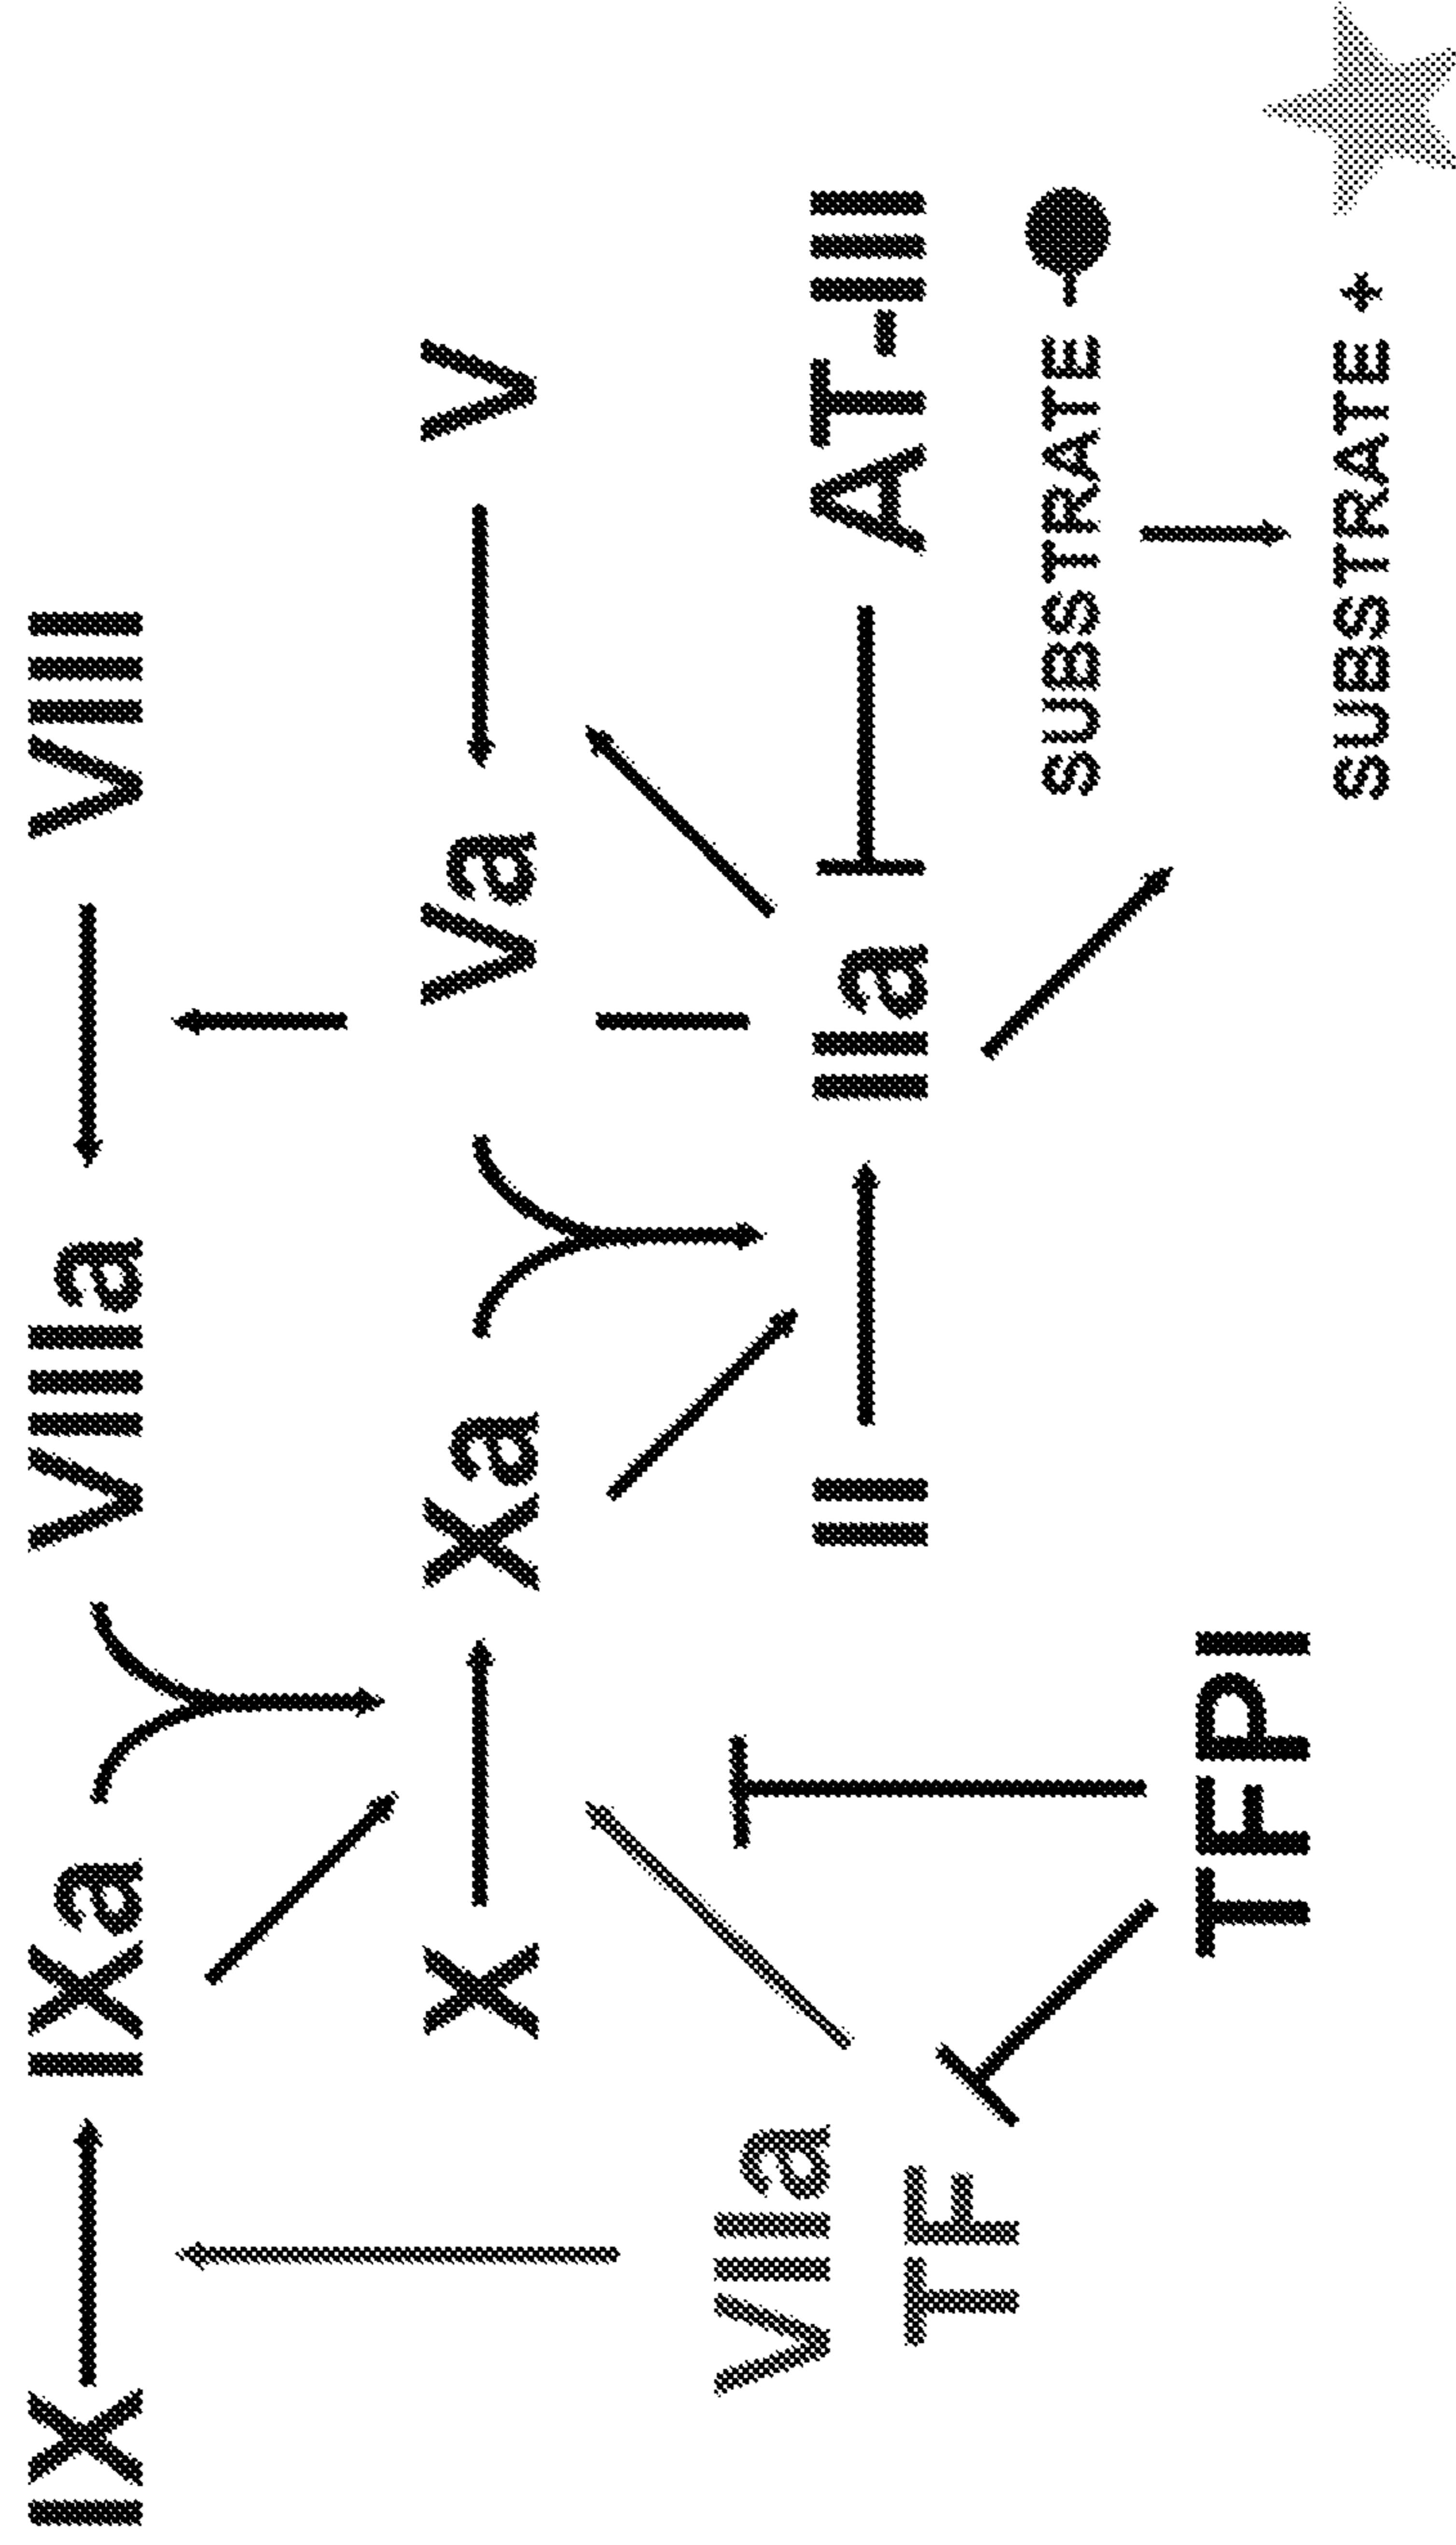 IX IXa VIIIa VIII
X Xa Va V
VIIa
TF
II IIa AT-III
SUBSTRATE
TFPI
SUBSTRATE +